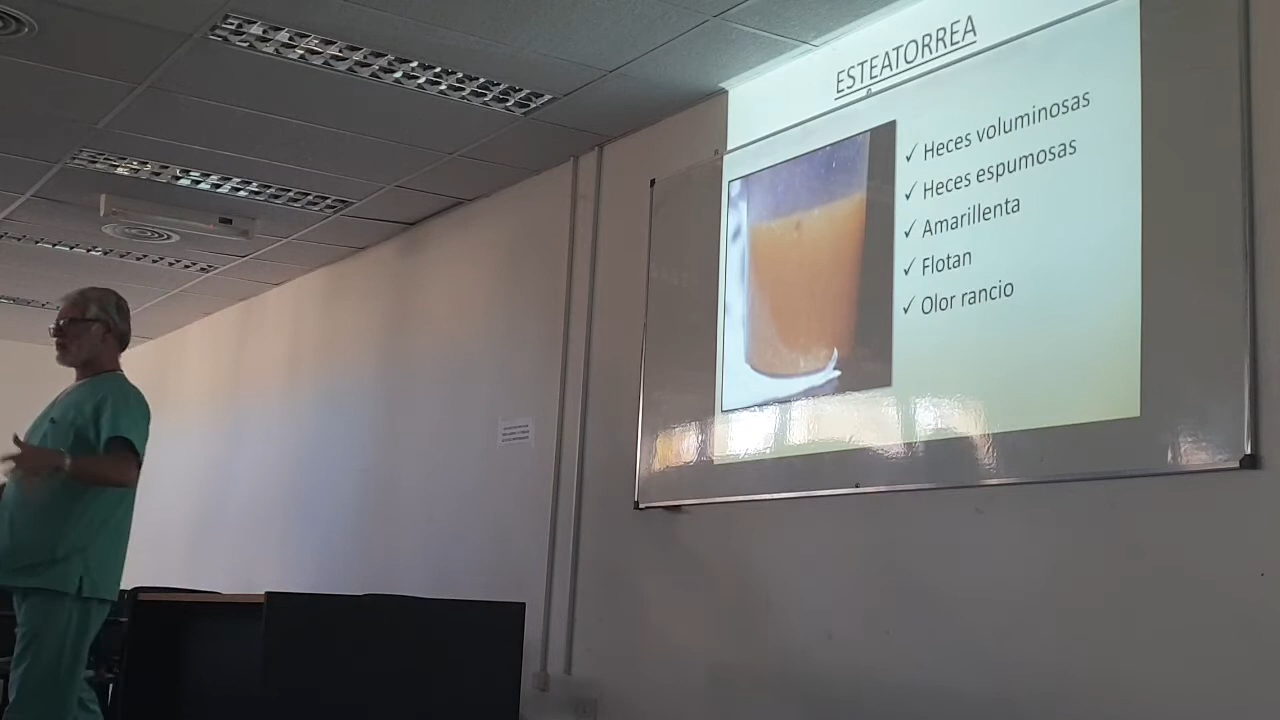 ESTEATORREA
✓ Heces voluminosas
✓ Heces espumosas
✓ Amarillenta
✓ Flotan
✓ Olor rancio